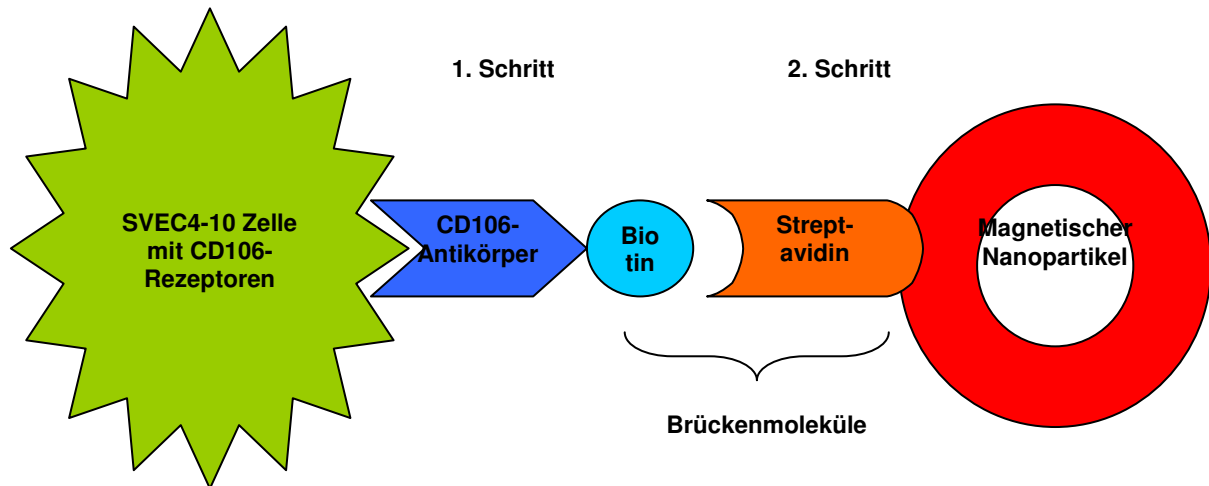 1. Schritt
2. Schritt
SVEC4-10 Zelle
mit CD106-
Rezeptoren
CD106-
Antikörper
Bio
tin
Strept-
avidin
Magnetischer
Nanopartikel
Brückenmoleküle